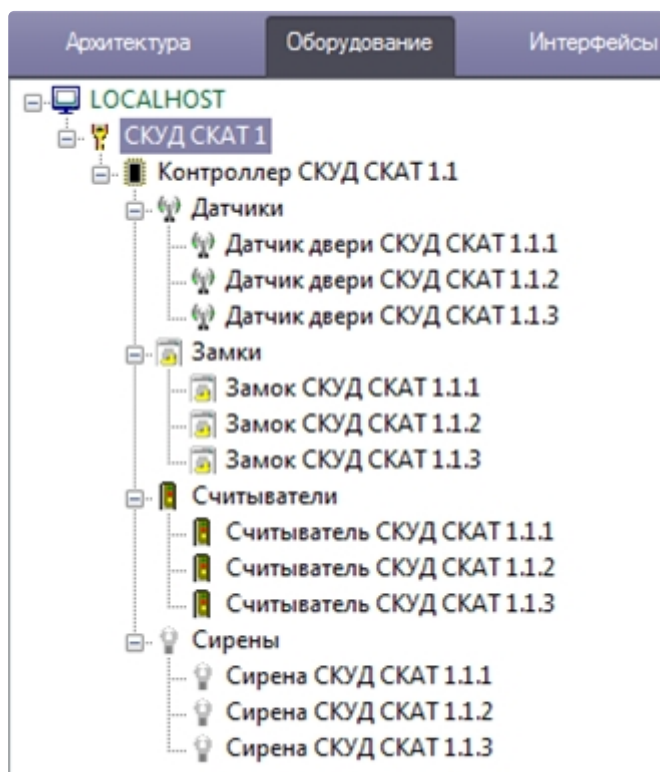 Архитектура Оборудование Интерфейсы
LOCALHOST
СКУД СКАТ 1
Контроллер СКУД СКАТ 1.1
Датчики
Датчик двери СКУД СКАТ 1.1.1
Датчик двери СКУД СКАТ 1.1.2
Датчик двери СКУД СКАТ 1.1.3
Замки
Замок СКУД СКАТ 1.1.1
Замок СКУД СКАТ 1.1.2
Замок СКУД СКАТ 1.1.3
Считыватели
Считыватель СКУД СКАТ 1.1.1
Считыватель СКУД СКАТ 1.1.2
Считыватель СКУД СКАТ 1.1.3
Сирены
Сирена СКУД СКАТ 1.1.1
Сирена СКУД СКАТ 1.1.2
Сирена СКУД СКАТ 1.1.3